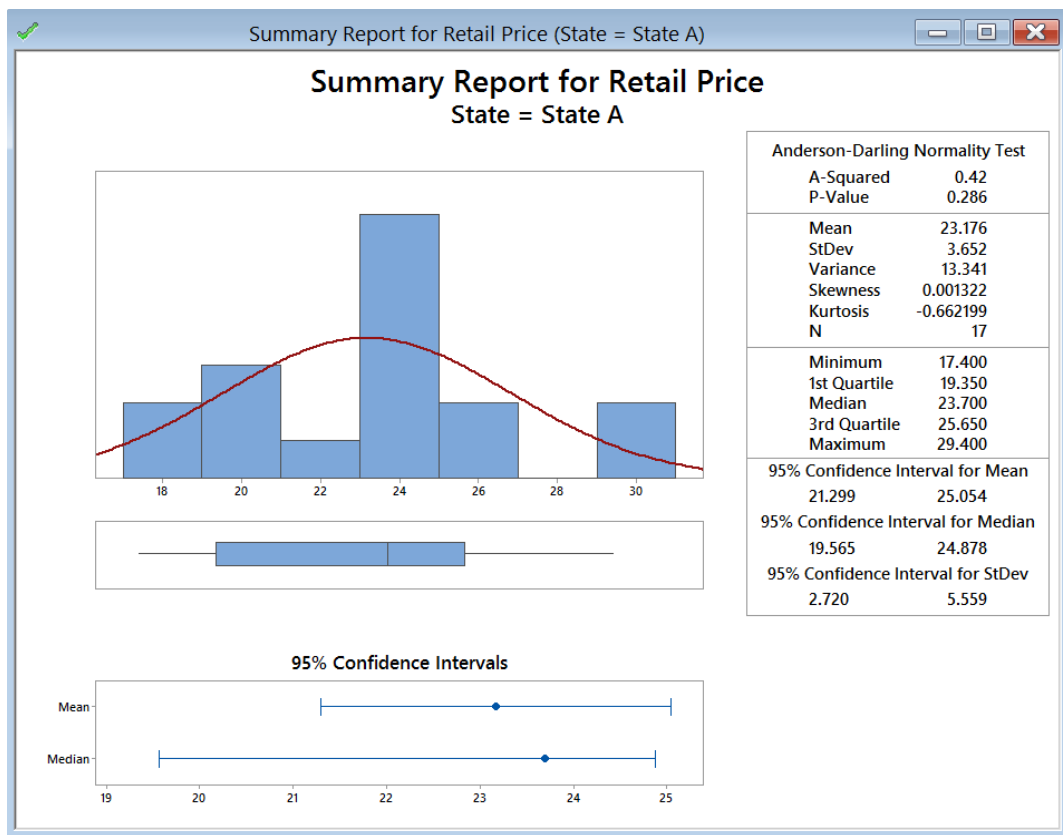 Summary Report for Retail Price (State = State A)
Summary Report for Retail Price
State = State A
18 20 22 24 26 28 30
95% Confidence Intervals
Mean
Median
19 20 21 22 23 24 25
Anderson-Darling Normality Test
A-Squared 0.42
P-Value 0.286
Mean 23.176
StDev 3.652
Variance 13.341
Skewness 0.001322
Kurtosis -0.662199
N 17
Minimum 17.400
1st Quartile 19.350
Median 23.700
3rd Quartile 25.650
Maximum 29.400
95% Confidence Interval for Mean
21.299 25.054
95% Confidence Interval for Median
19.565 24.878
95% Confidence Interval for StDev
2.720 5.559